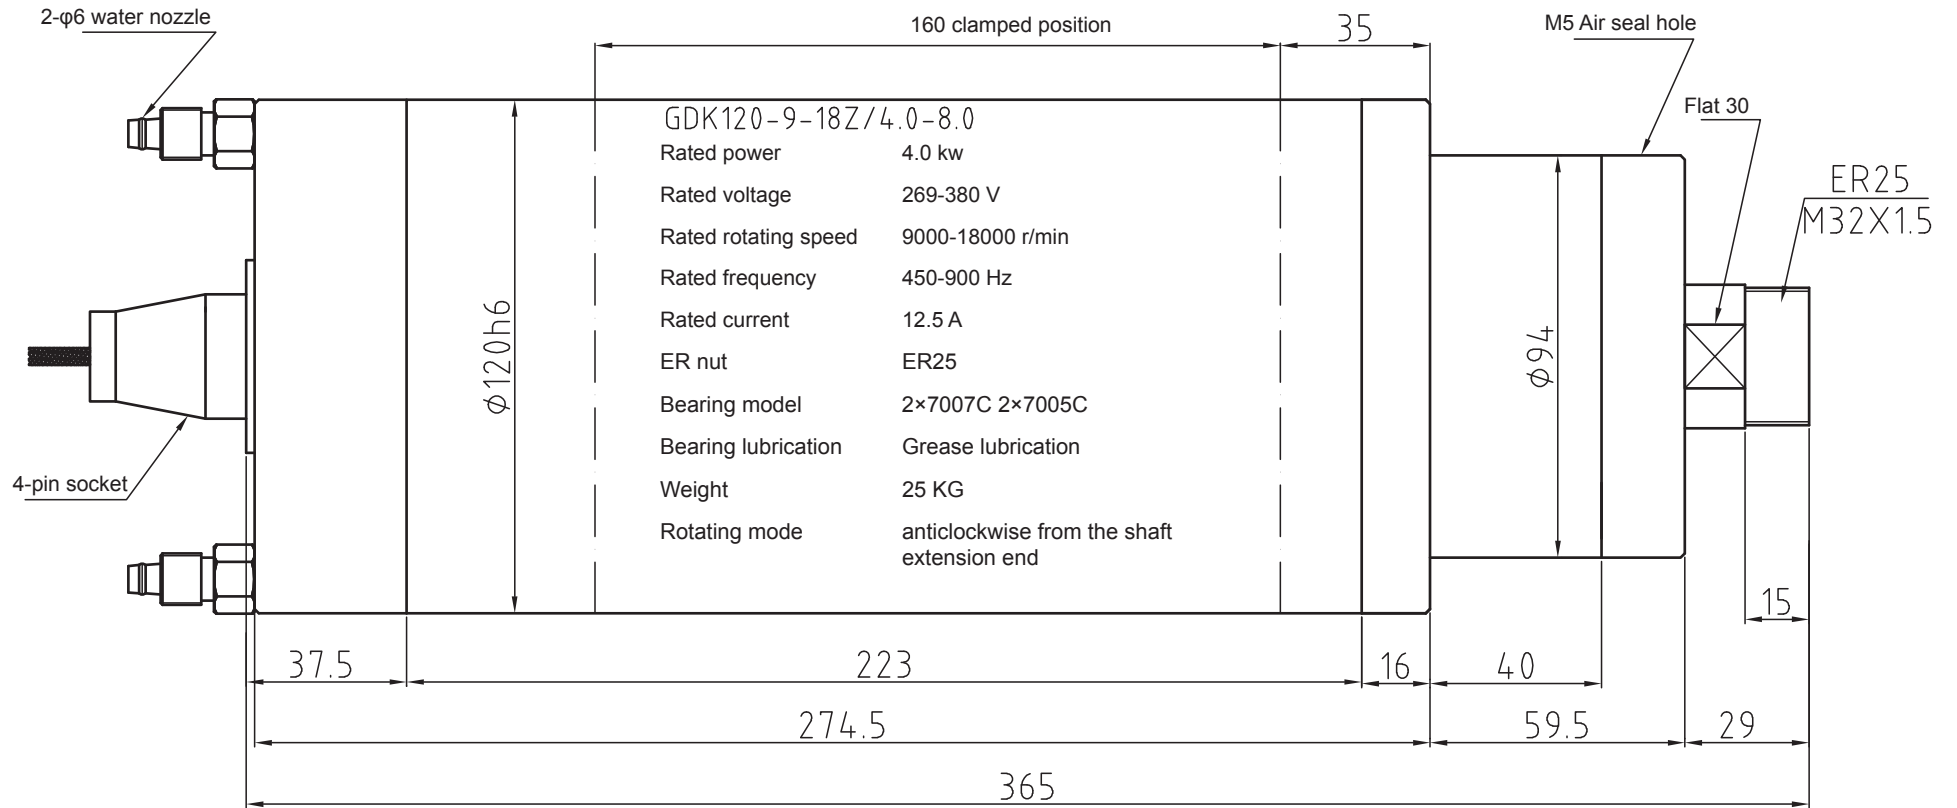 2-φ6 water nozzle
160 clamped position
35
M5 Air seal hole
Flat 30
GDK120-9-18Z/4.0-8.0
Rated power 4.0 kw
Rated voltage 269-380 V
Rated rotating speed 9000-18000 r/min
Rated frequency 450-900 Hz
Rated current 12.5 A
ER nut ER25
Bearing model 2×7007C 2×7005C
Bearing lubrication Grease lubrication
Weight 25 KG
Rotating mode anticlockwise from the shaft
extension end
ER25
M32X1.5
φ120h6
φ94
4-pin socket
15
37.5
223
16
40
274.5
59.5
29
365